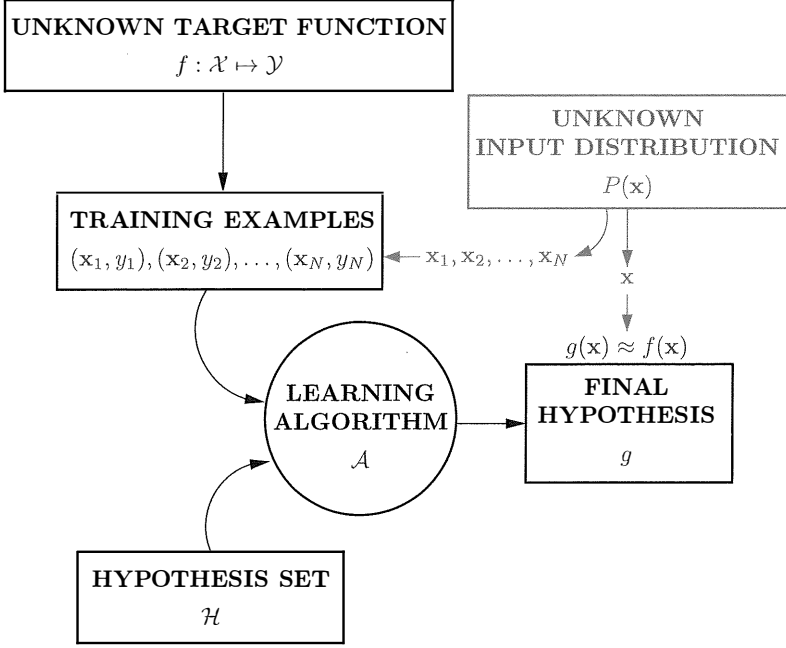 UNKNOWN TARGET FUNCTION
f : 𝒳 ↦ 𝒴
UNKNOWN
INPUT DISTRIBUTION
P(x)
TRAINING EXAMPLES
(x₁, y₁), (x₂, y₂), . . . , (x_N, y_N)
x₁, x₂, . . . , x_N
x
g(x) ≈ f(x)
LEARNING
ALGORITHM
𝒜
FINAL
HYPOTHESIS
g
HYPOTHESIS SET
ℋ